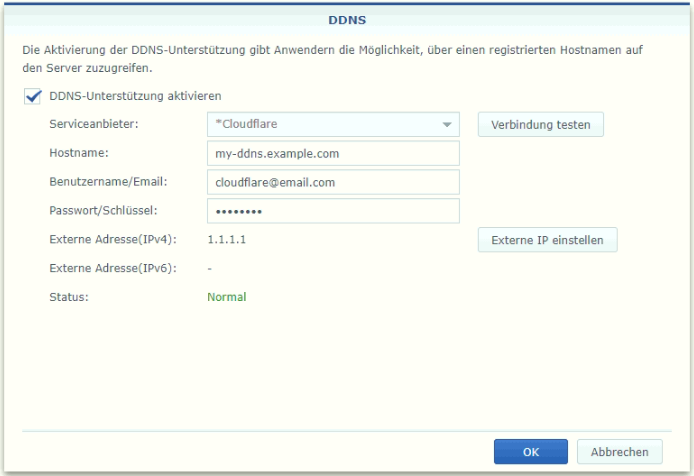 DDNS
Die Aktivierung der DDNS-Unterstützung gibt Anwendern die Möglichkeit, über einen registrierten Hostnamen auf
den Server zuzugreifen.
DDNS-Unterstützung aktivieren
Serviceanbieter: *Cloudflare Verbindung testen
Hostname: my-ddns.example.com
Benutzername/Email: cloudflare@email.com
Passwort/Schlüssel: ••••••••
Externe Adresse(IPv4): 1.1.1.1 Externe IP einstellen
Externe Adresse(IPv6): -
Status: Normal
OK Abbrechen